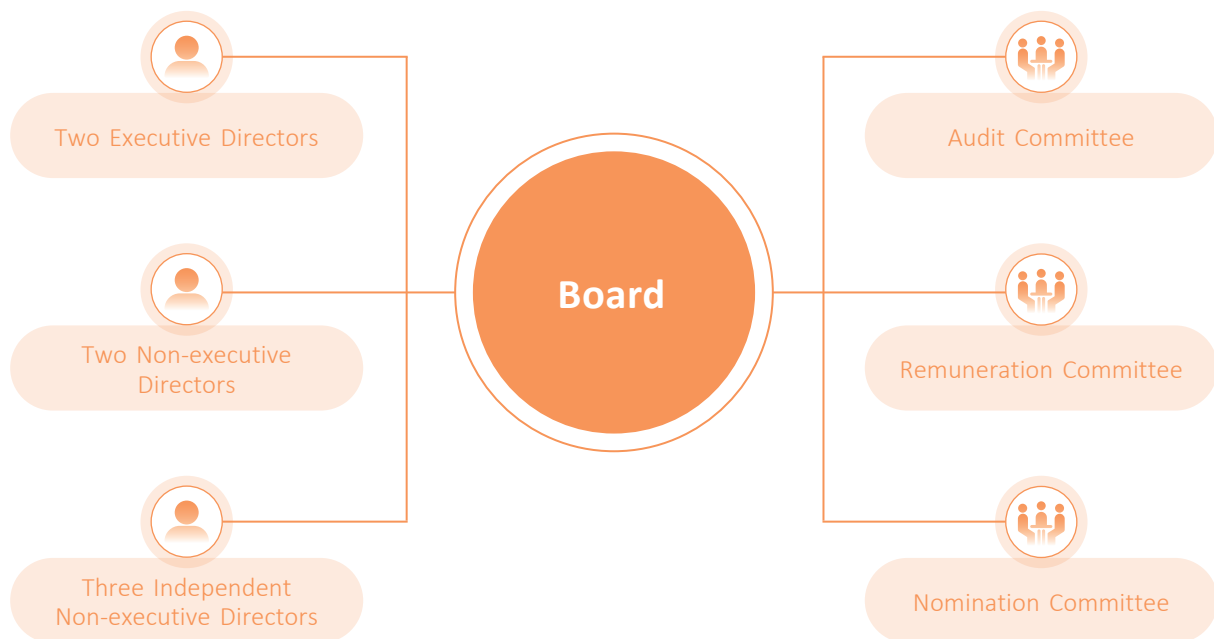 Two Executive Directors
Two Non-executive
Directors
Three Independent
Non-executive Directors
Board
Audit Committee
Remuneration Committee
Nomination Committee